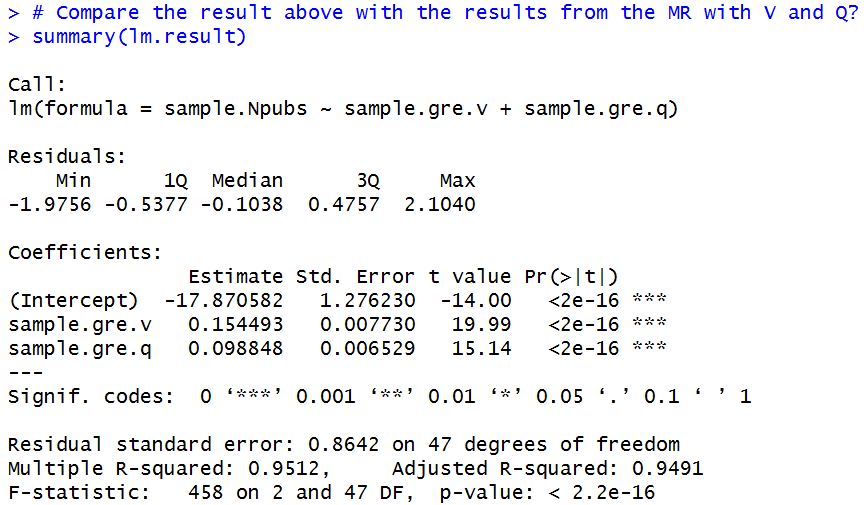 > # Compare the result above with the results from the MR with V and Q?
> summary(lm.result)
Call:
lm(formula = sample.Npubs ~ sample.gre.v + sample.gre.q)
Residuals:
    Min      1Q  Median      3Q     Max
-1.9756 -0.5377 -0.1038  0.4757  2.1040
Coefficients:
               Estimate Std. Error t value Pr(>|t|)
(Intercept)  -17.870582   1.276230  -14.00   <2e-16 ***
sample.gre.v   0.154493   0.007730   19.99   <2e-16 ***
sample.gre.q   0.098848   0.006529   15.14   <2e-16 ***
---
Signif. codes:  0 ‘***’ 0.001 ‘**’ 0.01 ‘*’ 0.05 ‘.’ 0.1 ‘ ’ 1
Residual standard error: 0.8642 on 47 degrees of freedom
Multiple R-squared: 0.9512,     Adjusted R-squared: 0.9491
F-statistic:   458 on 2 and 47 DF,  p-value: < 2.2e-16